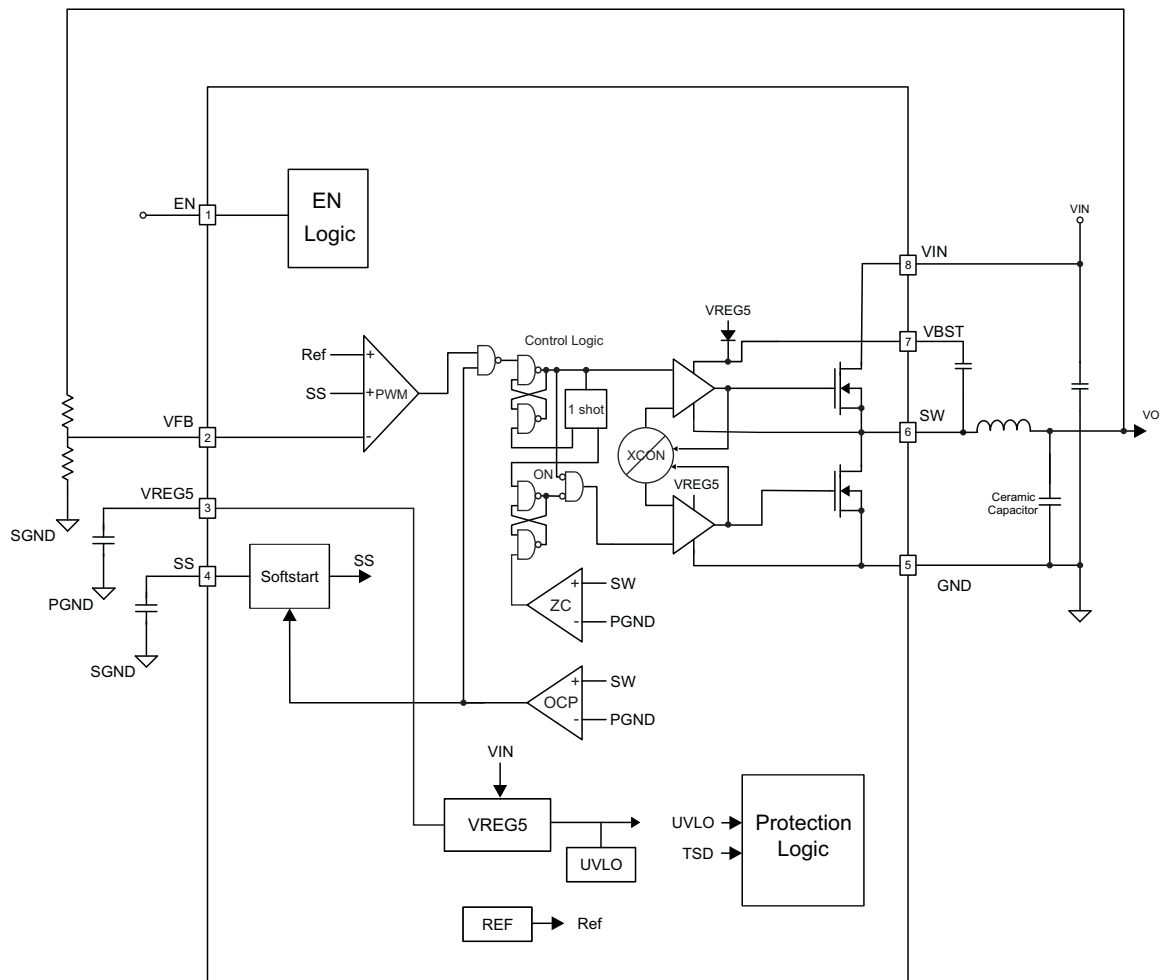 EN
1
EN
Logic
VIN
VIN
8
VREG5
VBST
7
Control Logic
Ref
+
SS
+
PWM
-
1 shot
SW
6
VO
VFB
2
XCON
ON
VREG5
VREG5
3
Ceramic
Capacitor
SGND
SS
4
Softstart
SS
5
GND
PGND
+
SW
ZC
-
PGND
SGND
+
SW
OCP
-
PGND
VIN
VREG5
UVLO
UVLO
TSD
Protection
Logic
REF
Ref